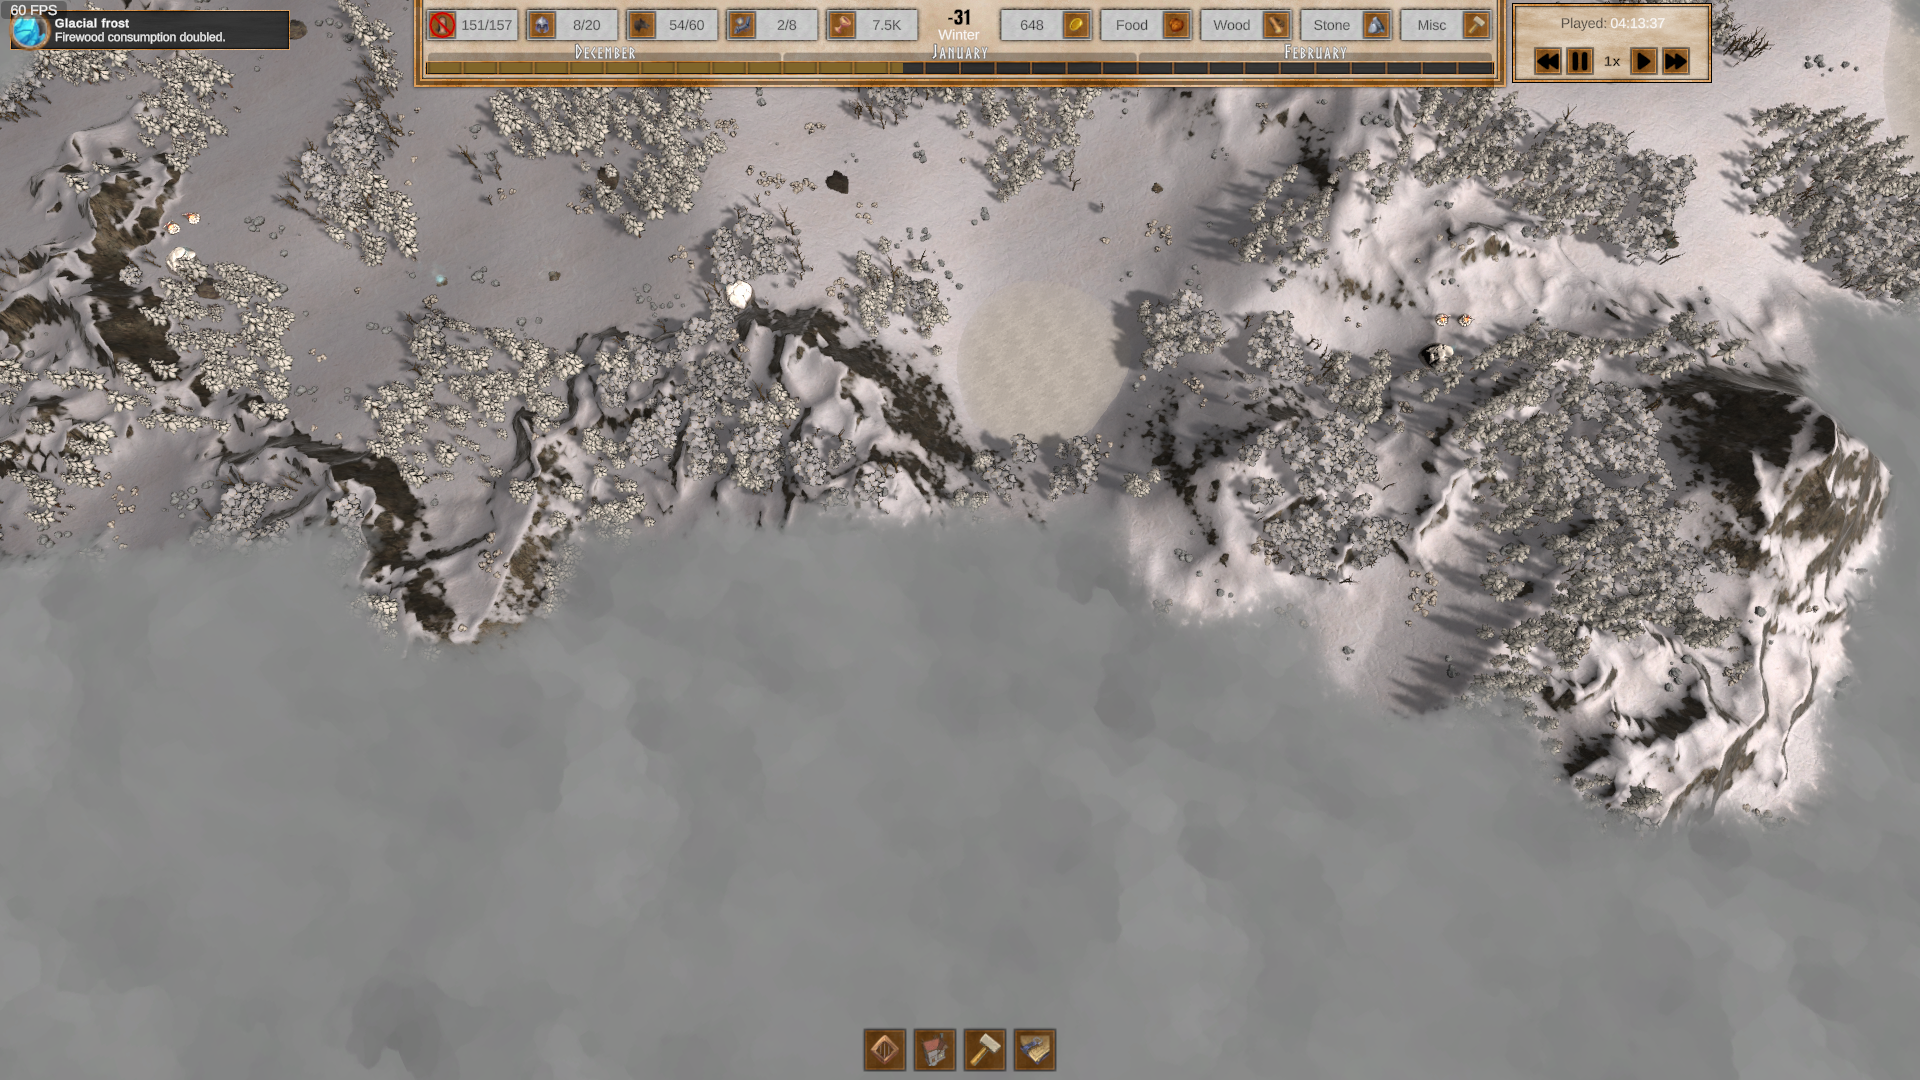 60 FPS
Glacial frost
Firewood consumption doubled.
151/157
8/20
54/60
2/8
7.5K
-31
Winter
648
Food
Wood
Stone
Misc
December
January
February
Played: 04:13:37
1x